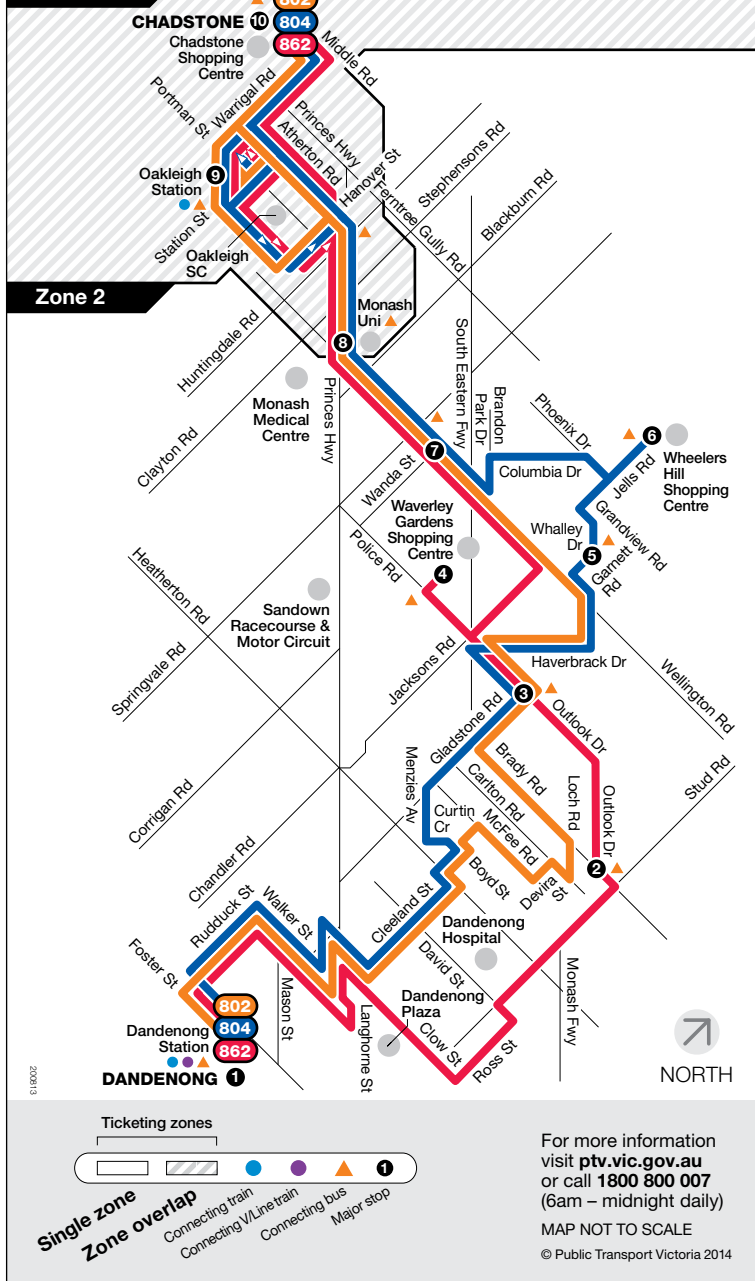 802
CHADSTONE 10 804
862
Chadstone
Shopping
Centre
Middle Rd
Portman St
Warrigal Rd
Princes Hwy
Atherton Rd
Hanover St
Ferntree Gully Rd
Stephensons Rd
Blackburn Rd
Oakleigh
Station
9
Station St
Oakleigh
SC
Zone 2
Monash
Uni
8
Huntingdale Rd
Clayton Rd
Monash
Medical
Centre
Princes Hwy
South Eastern Fwy
Brandon
Park Dr
Phoenix Dr
Columbia Dr
6
Jells Rd
Wheelers
Hill
Shopping
Centre
7
Wanda St
Waverley
Gardens
Shopping
Centre
4
Police Rd
Whalley
Dr
5
Grandview Rd
Garnett
Rd
Heatherton Rd
Sandown
Racecourse &
Motor Circuit
Springvale Rd
Jacksons Rd
Haverbrack Dr
Wellington Rd
3
Gladstone Rd
Outlook Dr
Stud Rd
Corrigan Rd
Menzies Av
Brady Rd
Carlton Rd
McFee Rd
Loch Rd
Outlook Dr
2
Curtin
Cr
Chandler Rd
Boyd St
Devira
St
Rudduck St
Walker St
Cleeland St
Dandenong
Hospital
Foster St
David St
Mason St
Langhorne St
Dandenong
Plaza
Clow St
Ross St
Monash Fwy
802
804
862
Dandenong
Station
DANDENONG 1
NORTH
200813
Ticketing zones
Single zone
Zone overlap
Connecting train
Connecting V/Line train
Connecting bus
1
Major stop
For more information
visit ptv.vic.gov.au
or call 1800 800 007
(6am – midnight daily)
MAP NOT TO SCALE
© Public Transport Victoria 2014